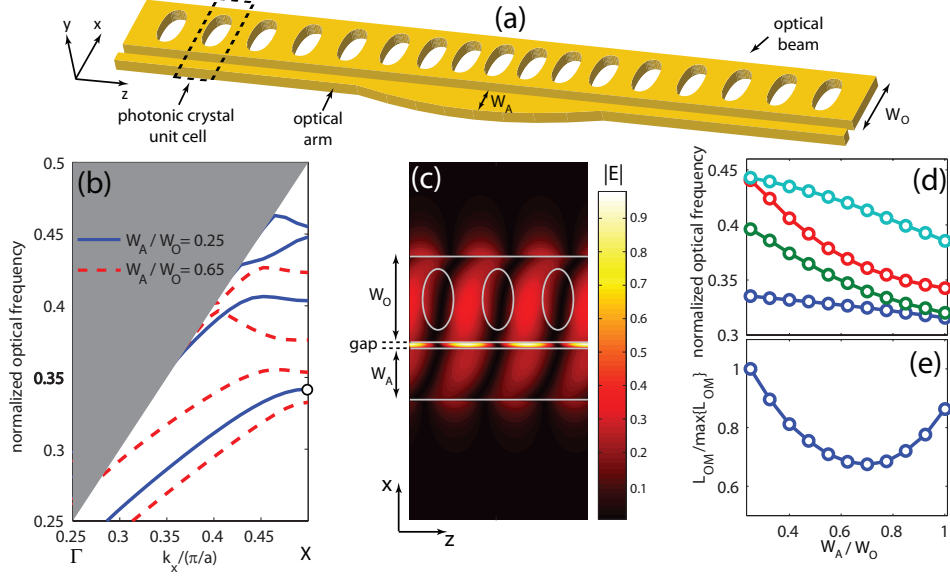 (a)
y
x
z
photonic crystal
unit cell
optical
arm
W_A
optical
beam
W_O
(b)
normalized optical frequency
0.5
0.45
0.4
0.35
0.3
0.25
W_A / W_O = 0.25
W_A / W_O = 0.65
0.25
0.3
0.35
0.4
0.45
Γ
k_x/(π/a)
X
(c)
W_O
gap
W_A
x
z
|E|
0.9
0.8
0.7
0.6
0.5
0.4
0.3
0.2
0.1
(d)
normalized optical frequency
0.45
0.4
0.35
0.3
(e)
L_OM/max{L_OM}
1
0.8
0.6
0.4
0.6
0.8
1
W_A / W_O